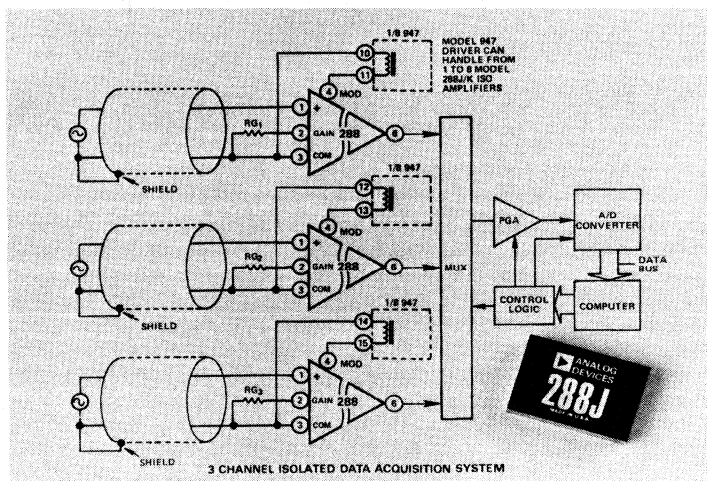 1/8 947
MODEL 947
DRIVER CAN
HANDLE FROM
1 TO 8 MODEL
288J/K ISO
AMPLIFIERS
10
11
4
MOD
1
+
RG1
2
GAIN
288
6
3
COM
SHIELD
1/8 947
12
13
4
MOD
1
+
RG2
2
GAIN
288
6
3
COM
SHIELD
1/8 947
14
15
4
MOD
1
+
RG3
2
GAIN
288
6
3
COM
SHIELD
MUX
PGA
A/D
CONVERTER
DATA
BUS
CONTROL
LOGIC
COMPUTER
ANALOG
DEVICES
288J
3 CHANNEL ISOLATED DATA ACQUISITION SYSTEM